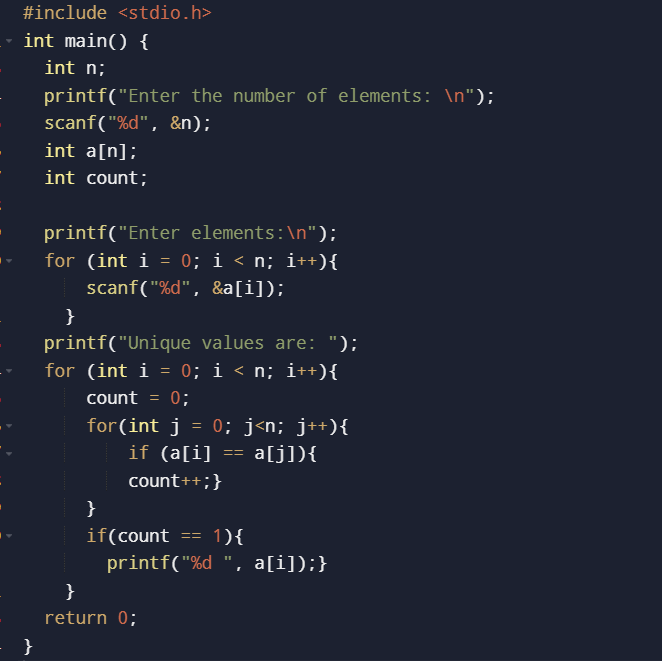 #include <stdio.h>
int main() {
  int n;
  printf("Enter the number of elements: \n");
  scanf("%d", &n);
  int a[n];
  int count;

  printf("Enter elements:\n");
  for (int i = 0; i < n; i++){
      scanf("%d", &a[i]);
    }
  printf("Unique values are: ");
  for (int i = 0; i < n; i++){
      count = 0;
      for(int j = 0; j<n; j++){
          if (a[i] == a[j]){
          count++;}
      }
      if(count == 1){
        printf("%d ", a[i]);}
    }
  return 0;
}